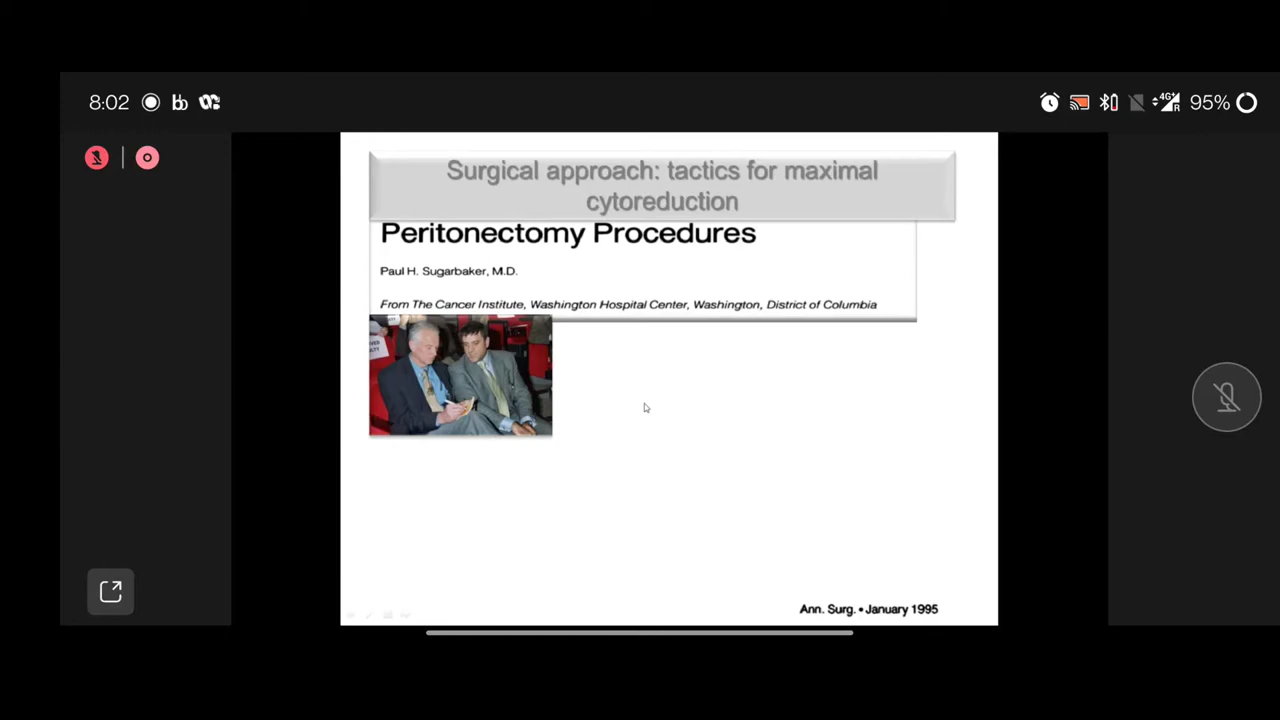 8:02
4G+
R
95%
Surgical approach: tactics for maximal
cytoreduction
Peritonectomy Procedures
Paul H. Sugarbaker, M.D.
From The Cancer Institute, Washington Hospital Center, Washington, District of Columbia
Ann. Surg. • January 1995